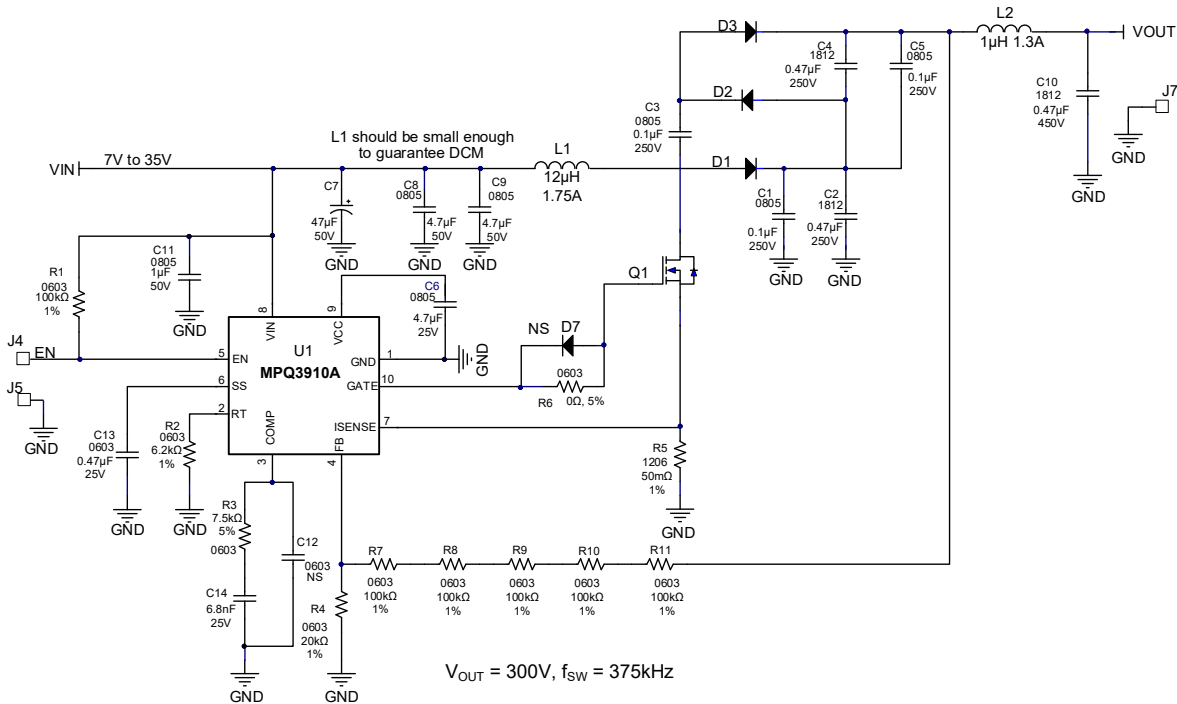 D3
C4
1812
0.47µF
250V
C5
0805
0.1µF
250V
L2
1µH 1.3A
VOUT
C10
1812
0.47µF
450V
GND
J7
GND
D2
C3
0805
0.1µF
250V
L1 should be small enough
to guarantee DCM
VIN
7V to 35V
L1
12µH
1.75A
D1
C1
0805
0.1µF
250V
GND
C2
1812
0.47µF
250V
GND
C7
47µF
50V
GND
C8
0805
4.7µF
50V
GND
C9
0805
4.7µF
50V
GND
R1
0603
100kΩ
1%
C11
0805
1µF
50V
GND
C6
0805
4.7µF
25V
GND
Q1
NS D7
0603
R6 0Ω, 5%
J4
EN
J5
GND
U1
MPQ3910A
8
VIN
9
VCC
5
EN
6
SS
2
RT
1
GND
10
GATE
7
ISENSE
3
COMP
4
FB
C13
0603
0.47µF
25V
GND
R2
0603
6.2kΩ
1%
GND
R5
1206
50mΩ
1%
GND
R3
7.5kΩ
5%
0603
C12
0603
NS
C14
6.8nF
25V
GND
R4
0603
20kΩ
1%
GND
R7
0603
100kΩ
1%
R8
0603
100kΩ
1%
R9
0603
100kΩ
1%
R10
0603
100kΩ
1%
R11
0603
100kΩ
1%
VOUT = 300V, fSW = 375kHz